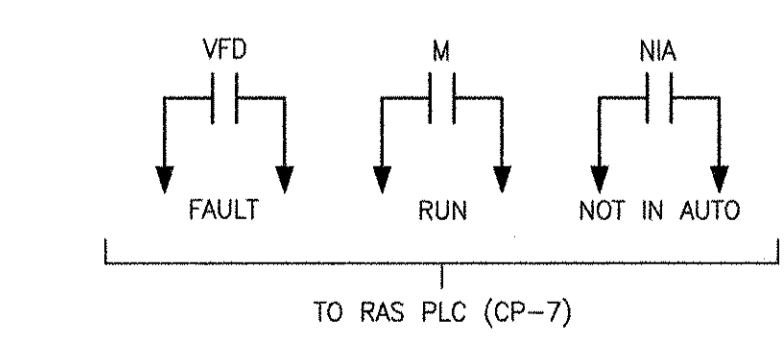 VFD M NIA
FAULT RUN NOT IN AUTO
TO RAS PLC (CP-7)